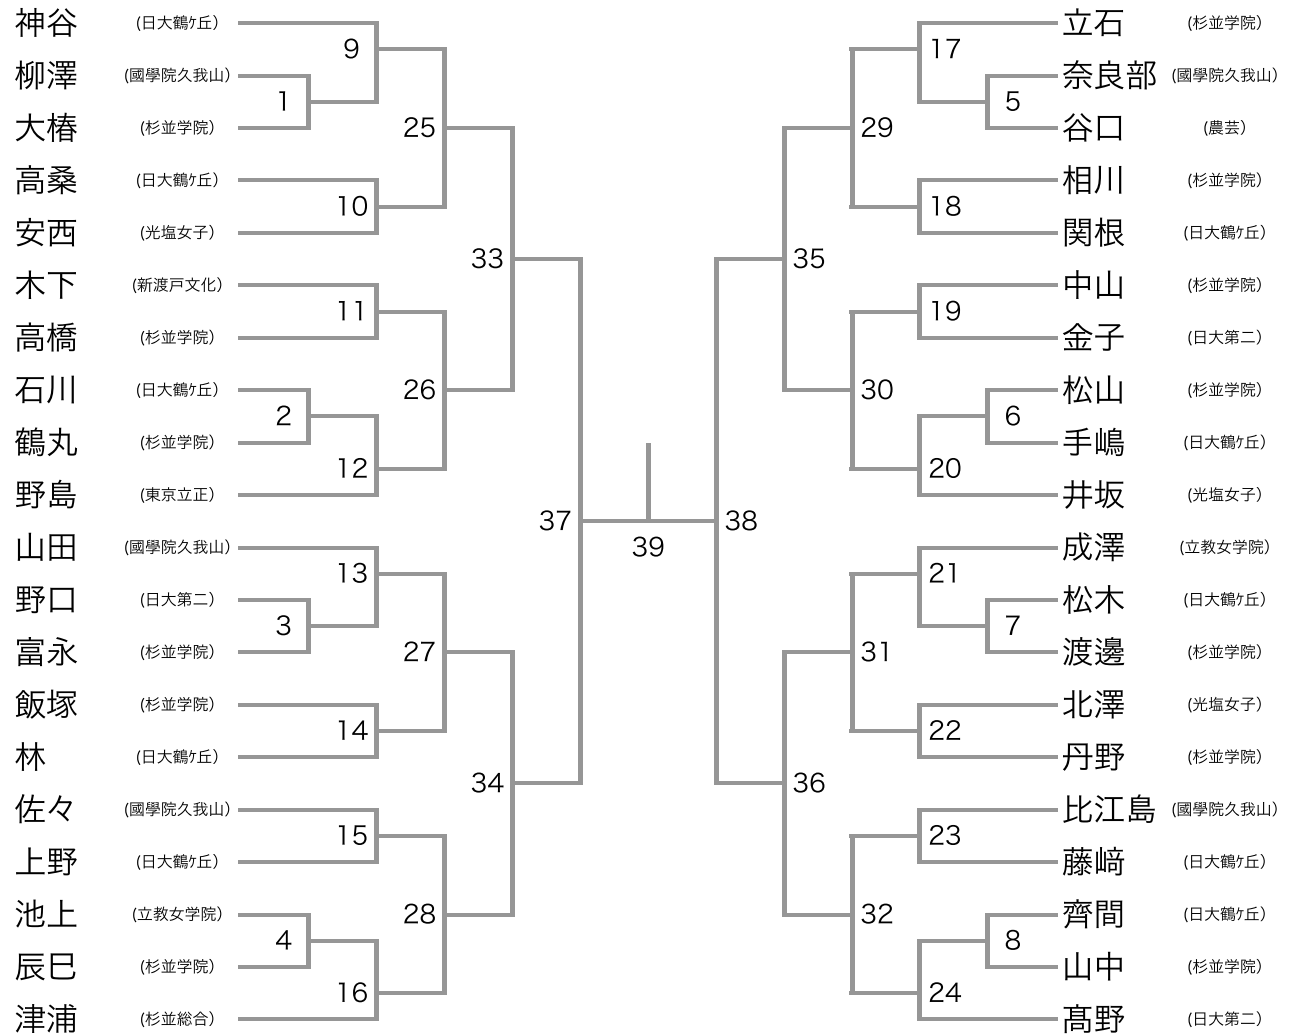 神谷 (日大鶴ケ丘)
柳澤 (國學院久我山)
大椿 (杉並学院)
高桑 (日大鶴ケ丘)
安西 (光塩女子)
木下 (新渡戸文化)
高橋 (杉並学院)
石川 (日大鶴ケ丘)
鶴丸 (杉並学院)
野島 (東京立正)
山田 (國學院久我山)
野口 (日大第二)
富永 (杉並学院)
飯塚 (杉並学院)
林 (日大鶴ケ丘)
佐々 (國學院久我山)
上野 (日大鶴ケ丘)
池上 (立教女学院)
辰巳 (杉並学院)
津浦 (杉並総合)
1
2
3
4
9
10
11
12
13
14
15
16
25
26
27
28
33
34
37
39
38
35
36
29
30
31
32
17
18
19
20
21
22
23
24
5
6
7
8
立石 (杉並学院)
奈良部 (國學院久我山)
谷口 (農芸)
相川 (杉並学院)
関根 (日大鶴ケ丘)
中山 (杉並学院)
金子 (日大第二)
松山 (杉並学院)
手嶋 (日大鶴ケ丘)
井坂 (光塩女子)
成澤 (立教女学院)
松木 (日大鶴ケ丘)
渡邊 (杉並学院)
北澤 (光塩女子)
丹野 (杉並学院)
比江島 (國學院久我山)
藤﨑 (日大鶴ケ丘)
齊間 (日大鶴ケ丘)
山中 (杉並学院)
髙野 (日大第二)